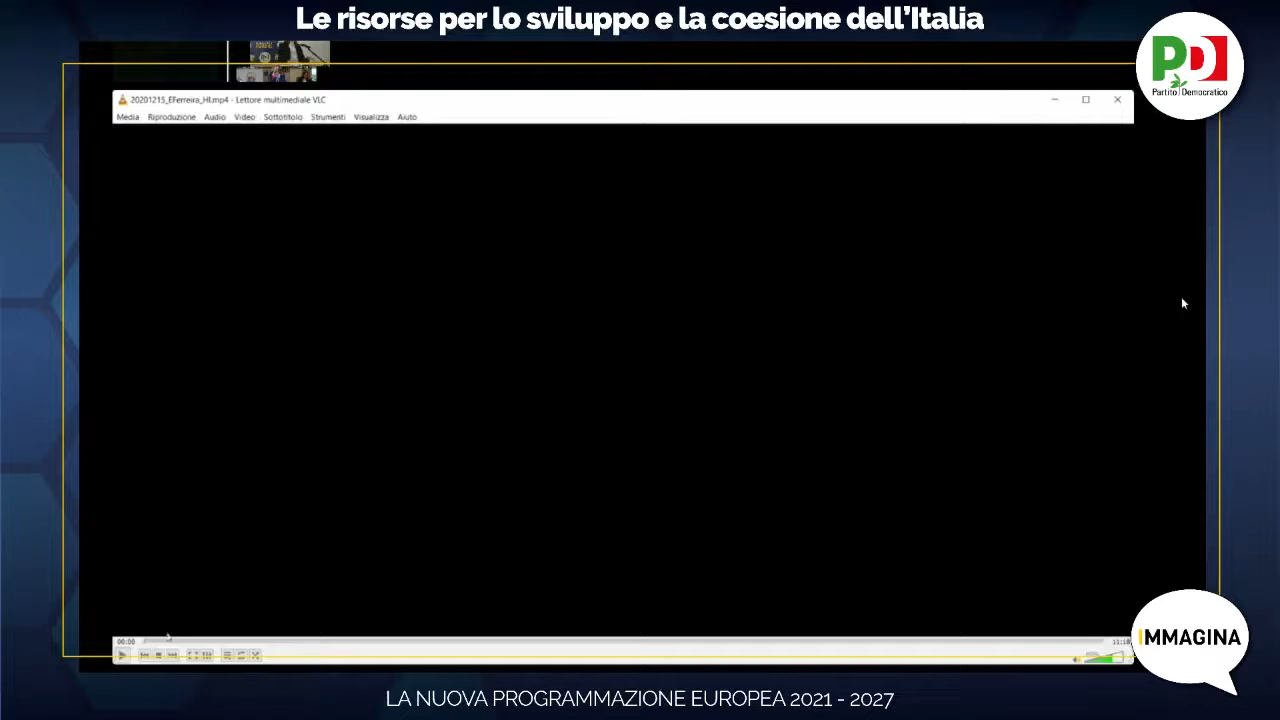 Le risorse per lo sviluppo e la coesione dell'Italia
PD
Partito Democratico
20201215_EFerreira_HI.mp4 - Lettore multimediale VLC
Media Riproduzione Audio Video Sottotitolo Strumenti Visualizza Aiuto
00:00
IMMAGINA
LA NUOVA PROGRAMMAZIONE EUROPEA 2021 - 2027